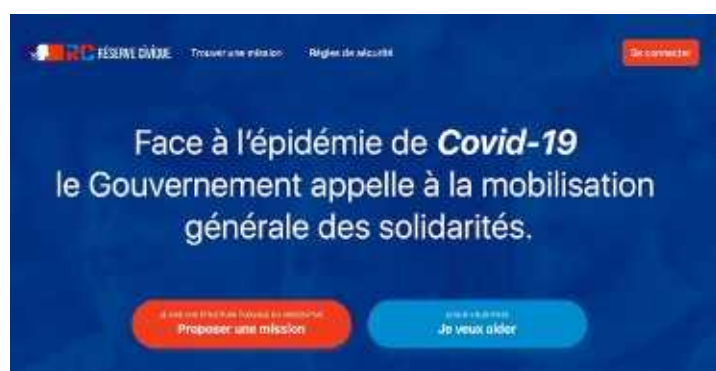 RC RÉSERVE CIVIQUE Trouver une mission Règles de sécurité Se connecter
Face à l'épidémie de Covid-19
le Gouvernement appelle à la mobilisation
générale des solidarités.
Proposer une mission Je veux aider